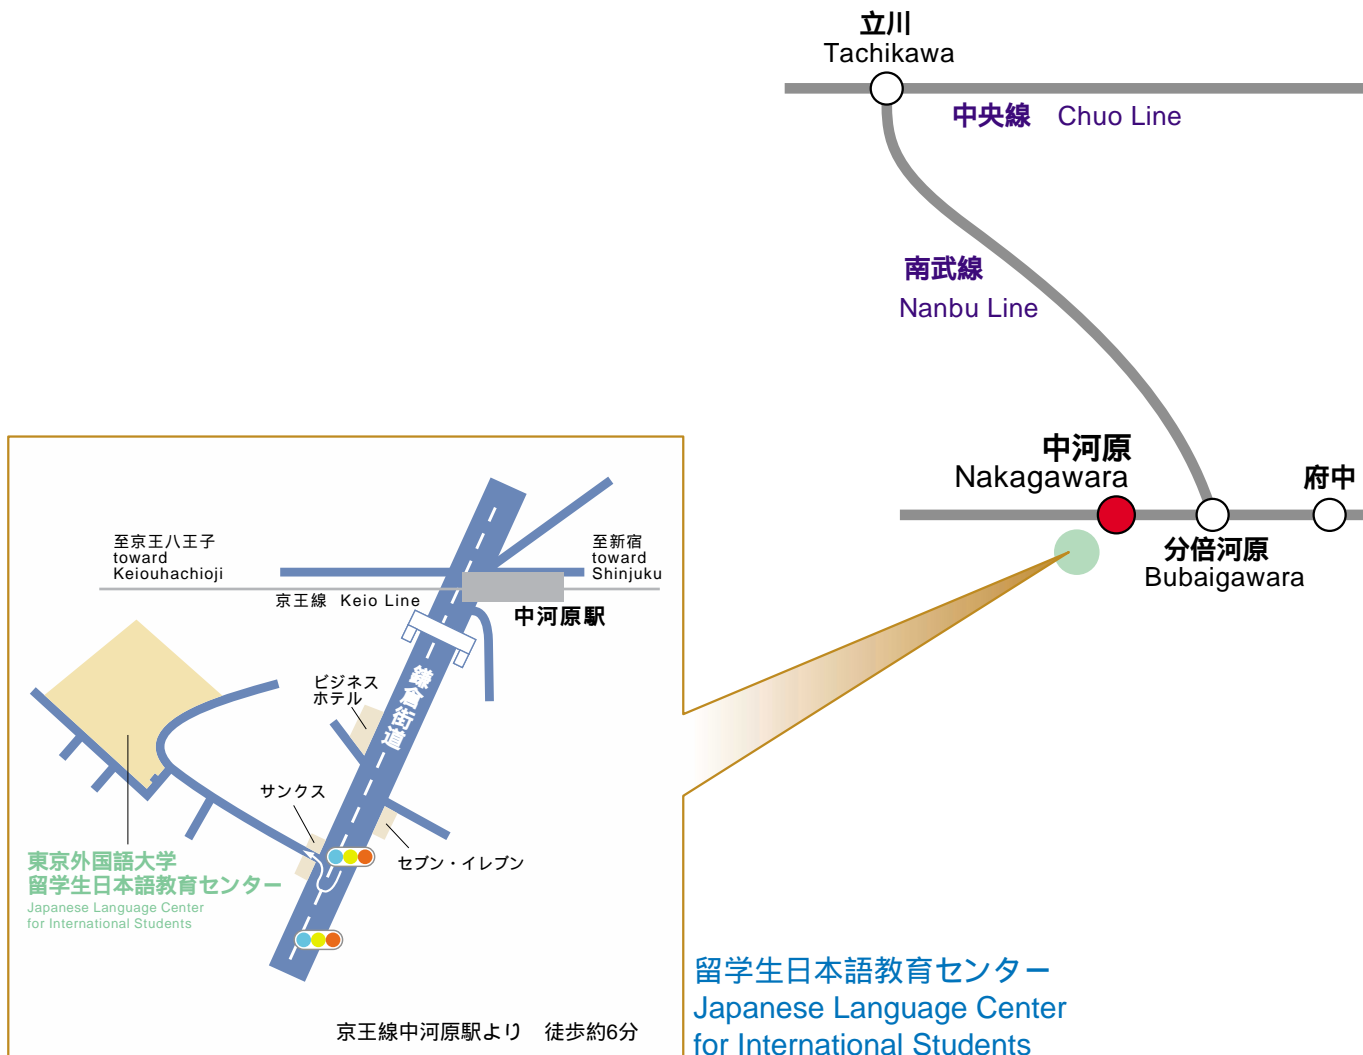 立川
Tachikawa
中央線 Chuo Line
南武線
Nanbu Line
中河原
Nakagawara
府中
分倍河原
Bubaigawara
至京王八王子
toward
Keiouhachioji
至新宿
toward
Shinjuku
京王線 Keio Line
中河原駅
鎌倉街道
ビジネス
ホテル
サンクス
セブン・イレブン
東京外国語大学
留学生日本語教育センター
Japanese Language Center
for International Students
京王線中河原駅より 徒歩約6分
留学生日本語教育センター
Japanese Language Center
for International Students